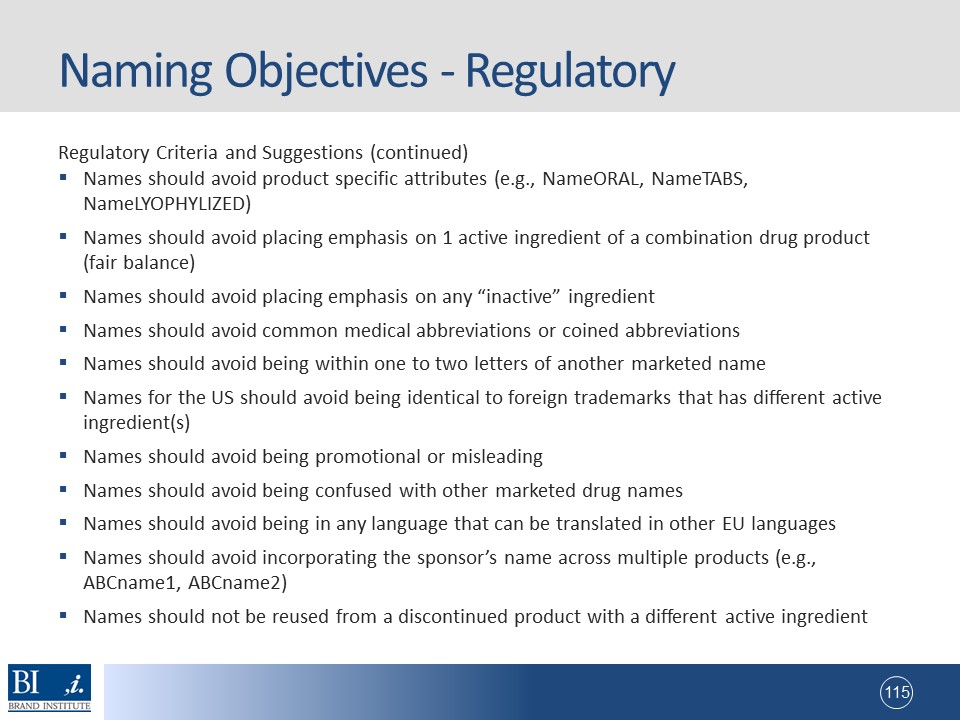 Naming Objectives - Regulatory
Regulatory Criteria and Suggestions (continued)
▪ Names should avoid product specific attributes (e.g., NameORAL, NameTABS,
NameLYOPHYLIZED)
▪ Names should avoid placing emphasis on 1 active ingredient of a combination drug product
(fair balance)
▪ Names should avoid placing emphasis on any “inactive” ingredient
▪ Names should avoid common medical abbreviations or coined abbreviations
▪ Names should avoid being within one to two letters of another marketed name
▪ Names for the US should avoid being identical to foreign trademarks that has different active
ingredient(s)
▪ Names should avoid being promotional or misleading
▪ Names should avoid being confused with other marketed drug names
▪ Names should avoid being in any language that can be translated in other EU languages
▪ Names should avoid incorporating the sponsor’s name across multiple products (e.g.,
ABCname1, ABCname2)
▪ Names should not be reused from a discontinued product with a different active ingredient
BI ,i.
BRAND INSTITUTE
115